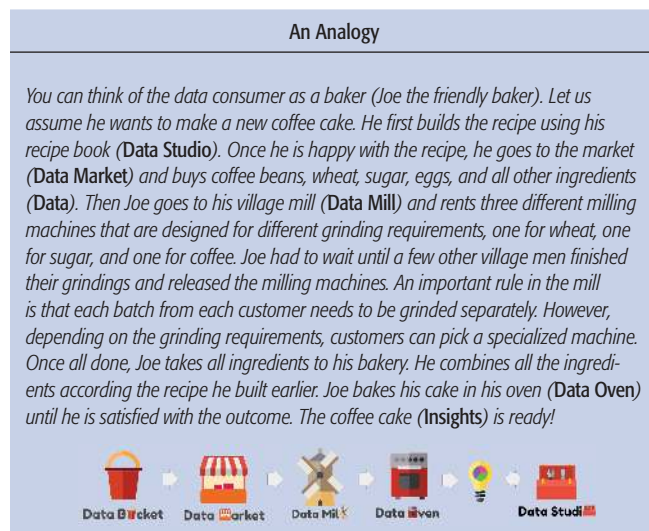 An Analogy
You can think of the data consumer as a baker (Joe the friendly baker). Let us
assume he wants to make a new coffee cake. He first builds the recipe using his
recipe book (Data Studio). Once he is happy with the recipe, he goes to the market
(Data Market) and buys coffee beans, wheat, sugar, eggs, and all other ingredients
(Data). Then Joe goes to his village mill (Data Mill) and rents three different milling
machines that are designed for different grinding requirements, one for wheat, one
for sugar, and one for coffee. Joe had to wait until a few other village men finished
their grindings and released the milling machines. An important rule in the mill
is that each batch from each customer needs to be grinded separately. However,
depending on the grinding requirements, customers can pick a specialized machine.
Once all done, Joe takes all ingredients to his bakery. He combines all the ingredi-
ents according the recipe he built earlier. Joe bakes his cake in his oven (Data Oven)
until he is satisfied with the outcome. The coffee cake (Insights) is ready!
Data Bucket Data Market Data Mill Data Oven Data Studio